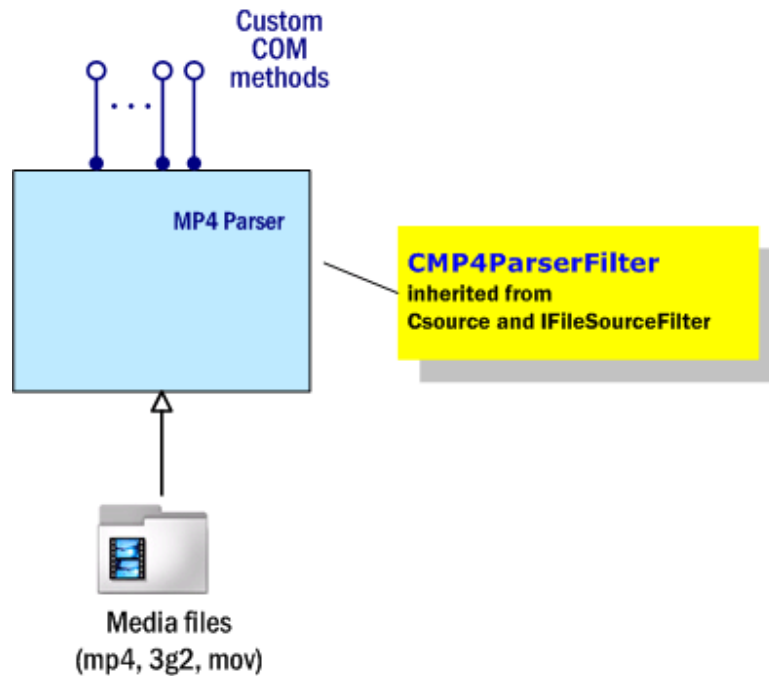 Custom
COM
methods
MP4 Parser
CMP4ParserFilter
inherited from
Csource and IFileSourceFilter
Media files
(mp4, 3g2, mov)